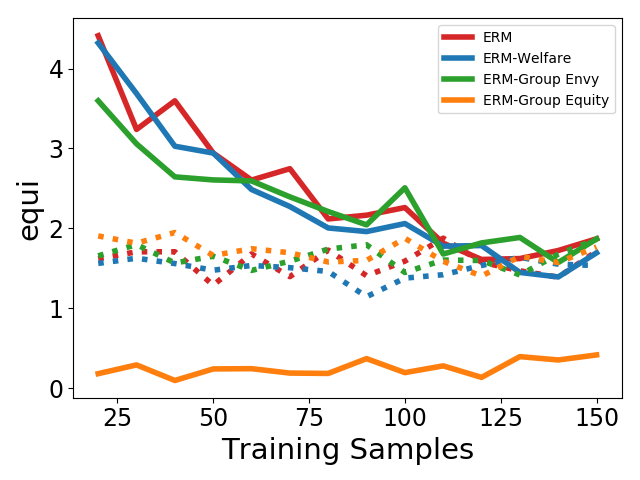 ERM
ERM-Welfare
ERM-Group Envy
ERM-Group Equity
4
3
2
1
0
equi
25 50 75 100 125 150
Training Samples